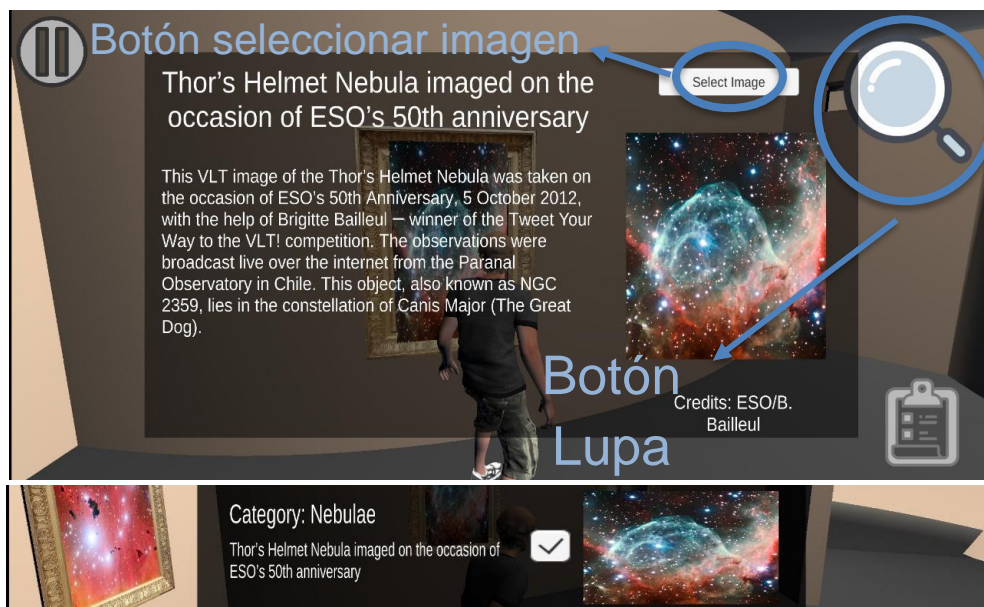 Botón seleccionar imagen
Select Image
Thor's Helmet Nebula imaged on the
occasion of ESO's 50th anniversary
This VLT image of the Thor's Helmet Nebula was taken on
the occasion of ESO's 50th Anniversary, 5 October 2012,
with the help of Brigitte Bailleul — winner of the Tweet Your
Way to the VLT! competition. The observations were
broadcast live over the internet from the Paranal
Observatory in Chile. This object, also known as NGC
2359, lies in the constellation of Canis Major (The Great
Dog).
Botón
Lupa
Credits: ESO/B.
Bailleul
Category: Nebulae
Thor's Helmet Nebula imaged on the occasion of
ESO's 50th anniversary